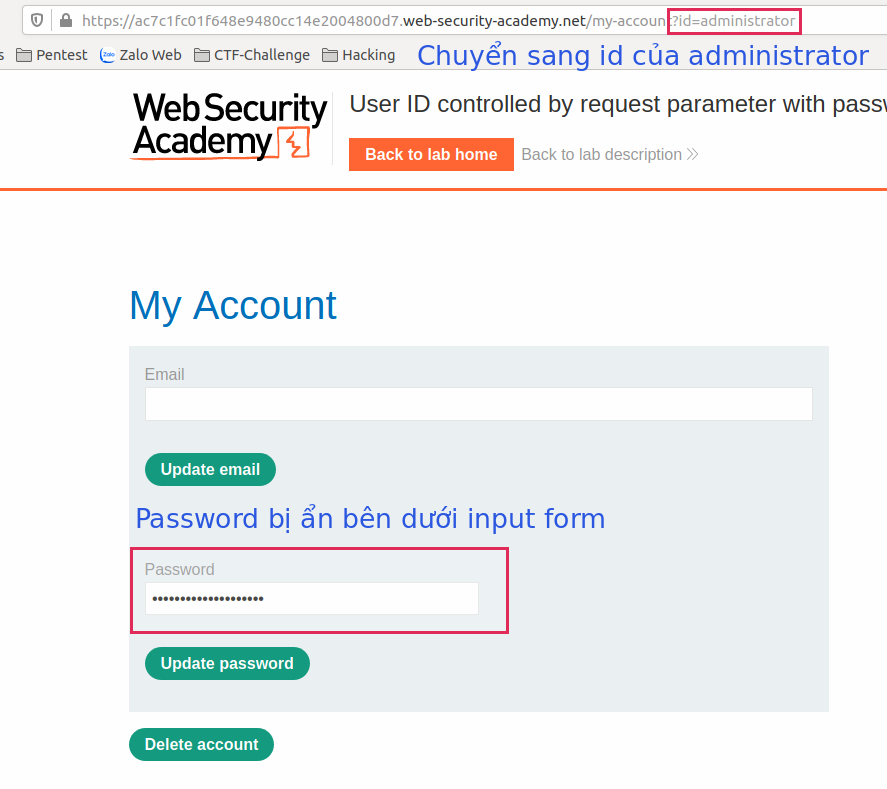 https://ac7c1fc01f648e9480cc14e2004800d7.web-security-academy.net/my-account?id=administrator
s Pentest Zalo Zalo Web CTF-Challenge Hacking
Chuyển sang id của administrator
WebSecurity
Academy
User ID controlled by request parameter with passw
Back to lab home Back to lab description
My Account
Email
Update email
Password bị ẩn bên dưới input form
Password
••••••••••••••••••••
Update password
Delete account